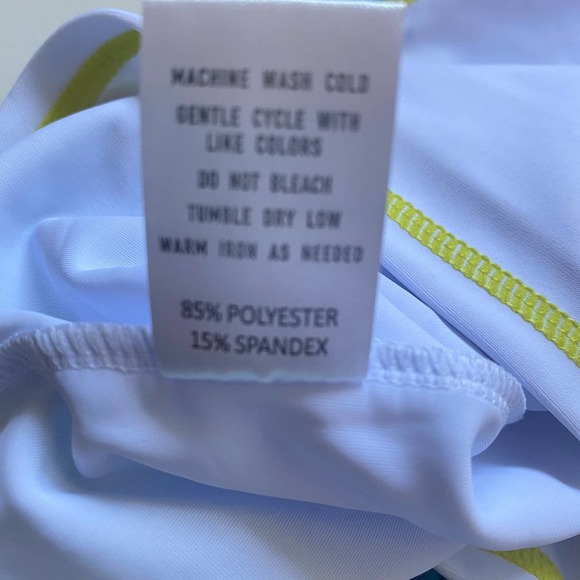 MACHINE WASH COLD
GENTLE CYCLE WITH
LIKE COLORS
DO NOT BLEACH
TUMBLE DRY LOW
WARM IRON AS NEEDED
85% POLYESTER
15% SPANDEX